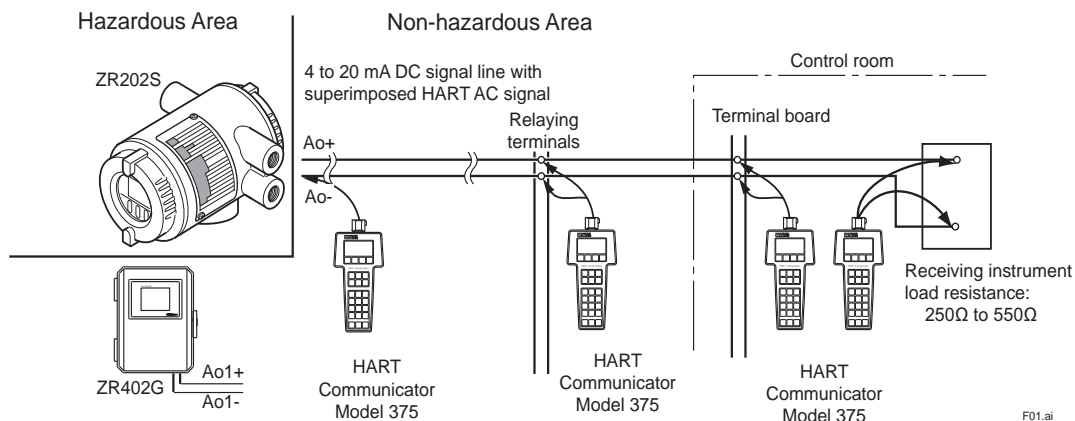 Hazardous Area
Non-hazardous Area
ZR202S
4 to 20 mA DC signal line with
superimposed HART AC signal
Control room
Relaying
terminals
Terminal board
Ao+
Ao-
Receiving instrument
load resistance:
250Ω to 550Ω
ZR402G
Ao1+
Ao1-
HART
Communicator
Model 375
HART
Communicator
Model 375
HART
Communicator
Model 375
F01.ai